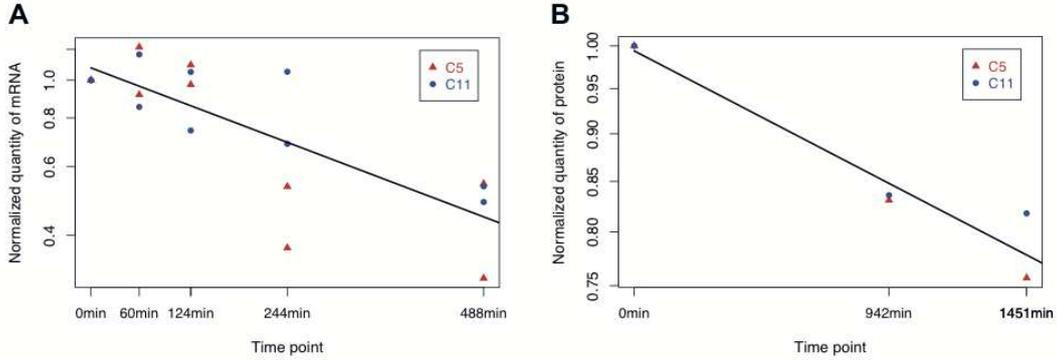 A
Normalized quantity of mRNA
1.0
0.8
0.6
0.4
C5
C11
0min 60min 124min 244min 488min
Time point
B
Normalized quantity of protein
1.00
0.95
0.90
0.85
0.80
0.75
C5
C11
0min 942min 1451min
Time point